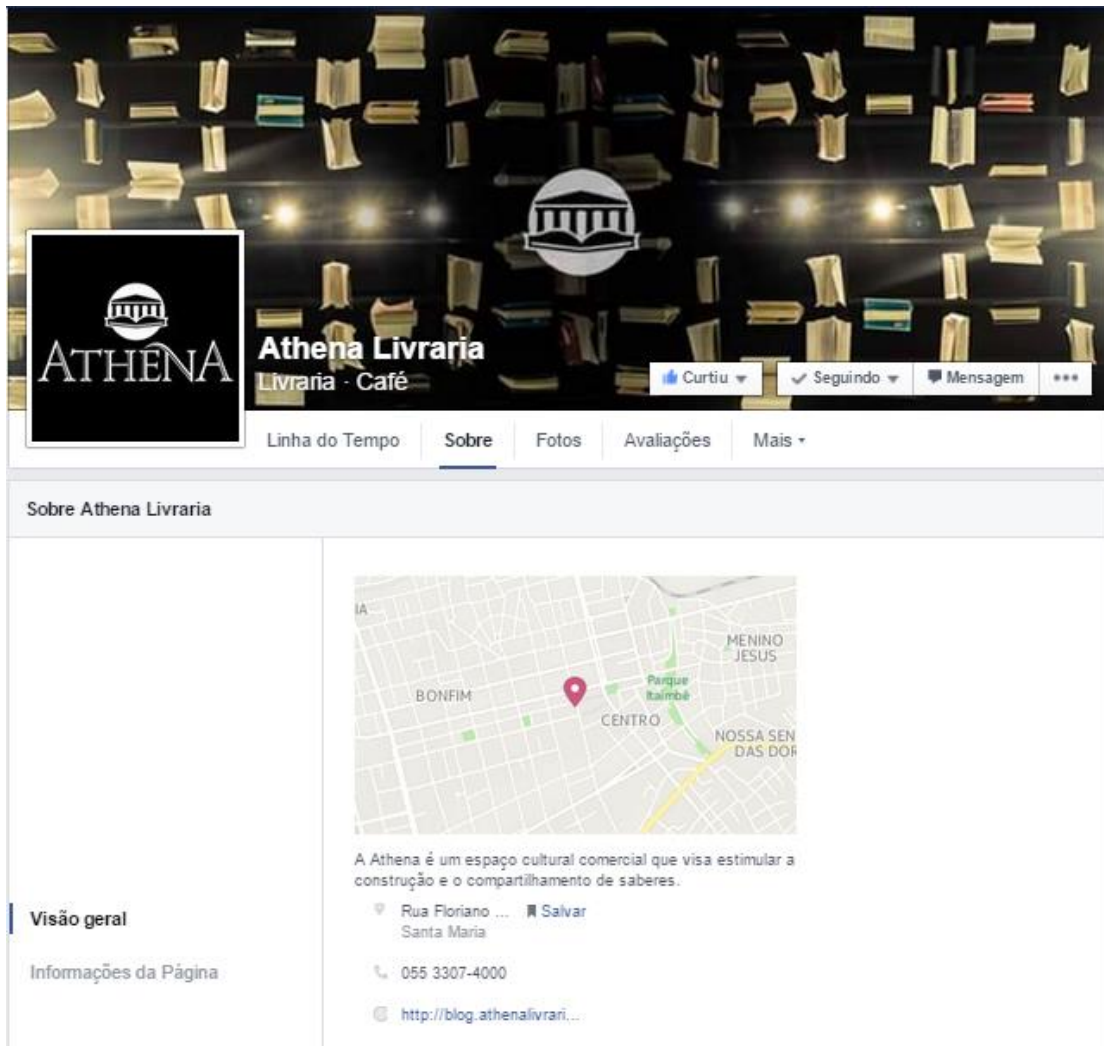 ATHENA
Athena Livraria
Livraria · Café
Curtiu
Seguindo
Mensagem
Linha do Tempo
Sobre
Fotos
Avaliações
Mais
Sobre Athena Livraria
IA
MENINO
JESUS
BONFIM
Parque
Itaimbé
CENTRO
NOSSA SEN
DAS DOR
A Athena é um espaço cultural comercial que visa estimular a
construção e o compartilhamento de saberes.
Visão geral
Rua Floriano ... Salvar
Santa Maria
Informações da Página
055 3307-4000
http://blog.athenalivrari...